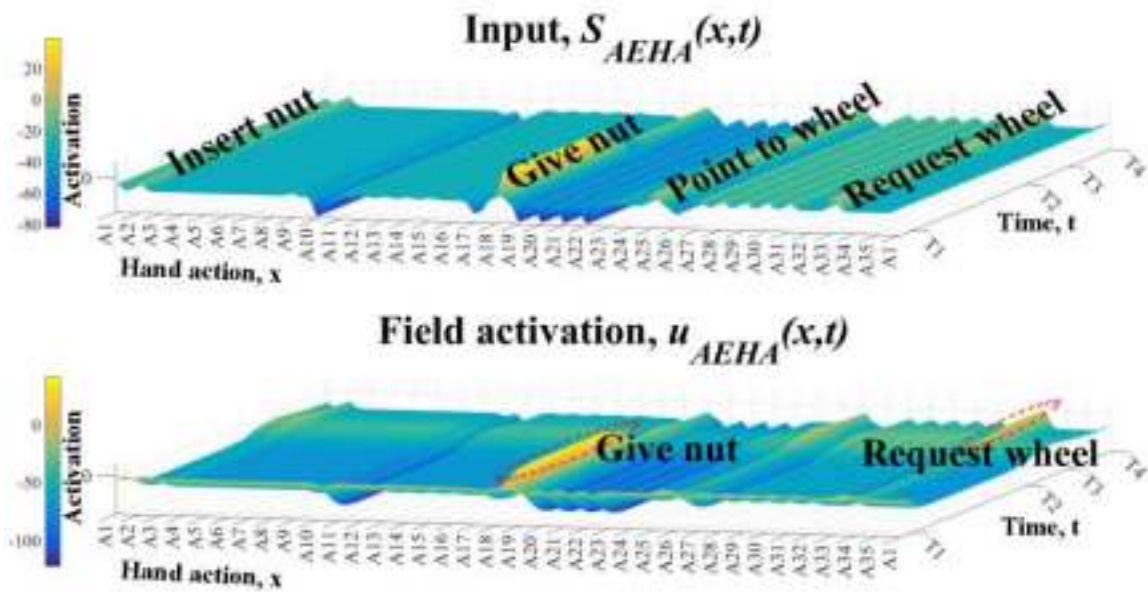 Input, S_AEHA(x,t)
20
0
-20
-40
-60
-80
Activation
0
Insert nut
Give nut
Point to wheel
Request wheel
A1 A2 A3 A4 A5 A6 A7 A8 A9 A10 A11 A12 A13 A14 A15 A17 A18 A19 A20 A21 A22 A23 A24 A25 A26 A27 A28 A29 A30 A31 A32 A33 A34 A35 A1
Hand action, x
T1 T2 T3 T4
Time, t
Field activation, u_AEHA(x,t)
0
-50
-100
Activation
0
Give nut
Request wheel
A1 A2 A3 A4 A5 A6 A7 A8 A9 A10 A11 A12 A13 A14 A15 A17 A18 A19 A20 A22 A23 A24 A25 A26 A28 A29 A30 A31 A32 A33 A34 A35 A1
Hand action, x
T1 T2 T3 T4
Time, t